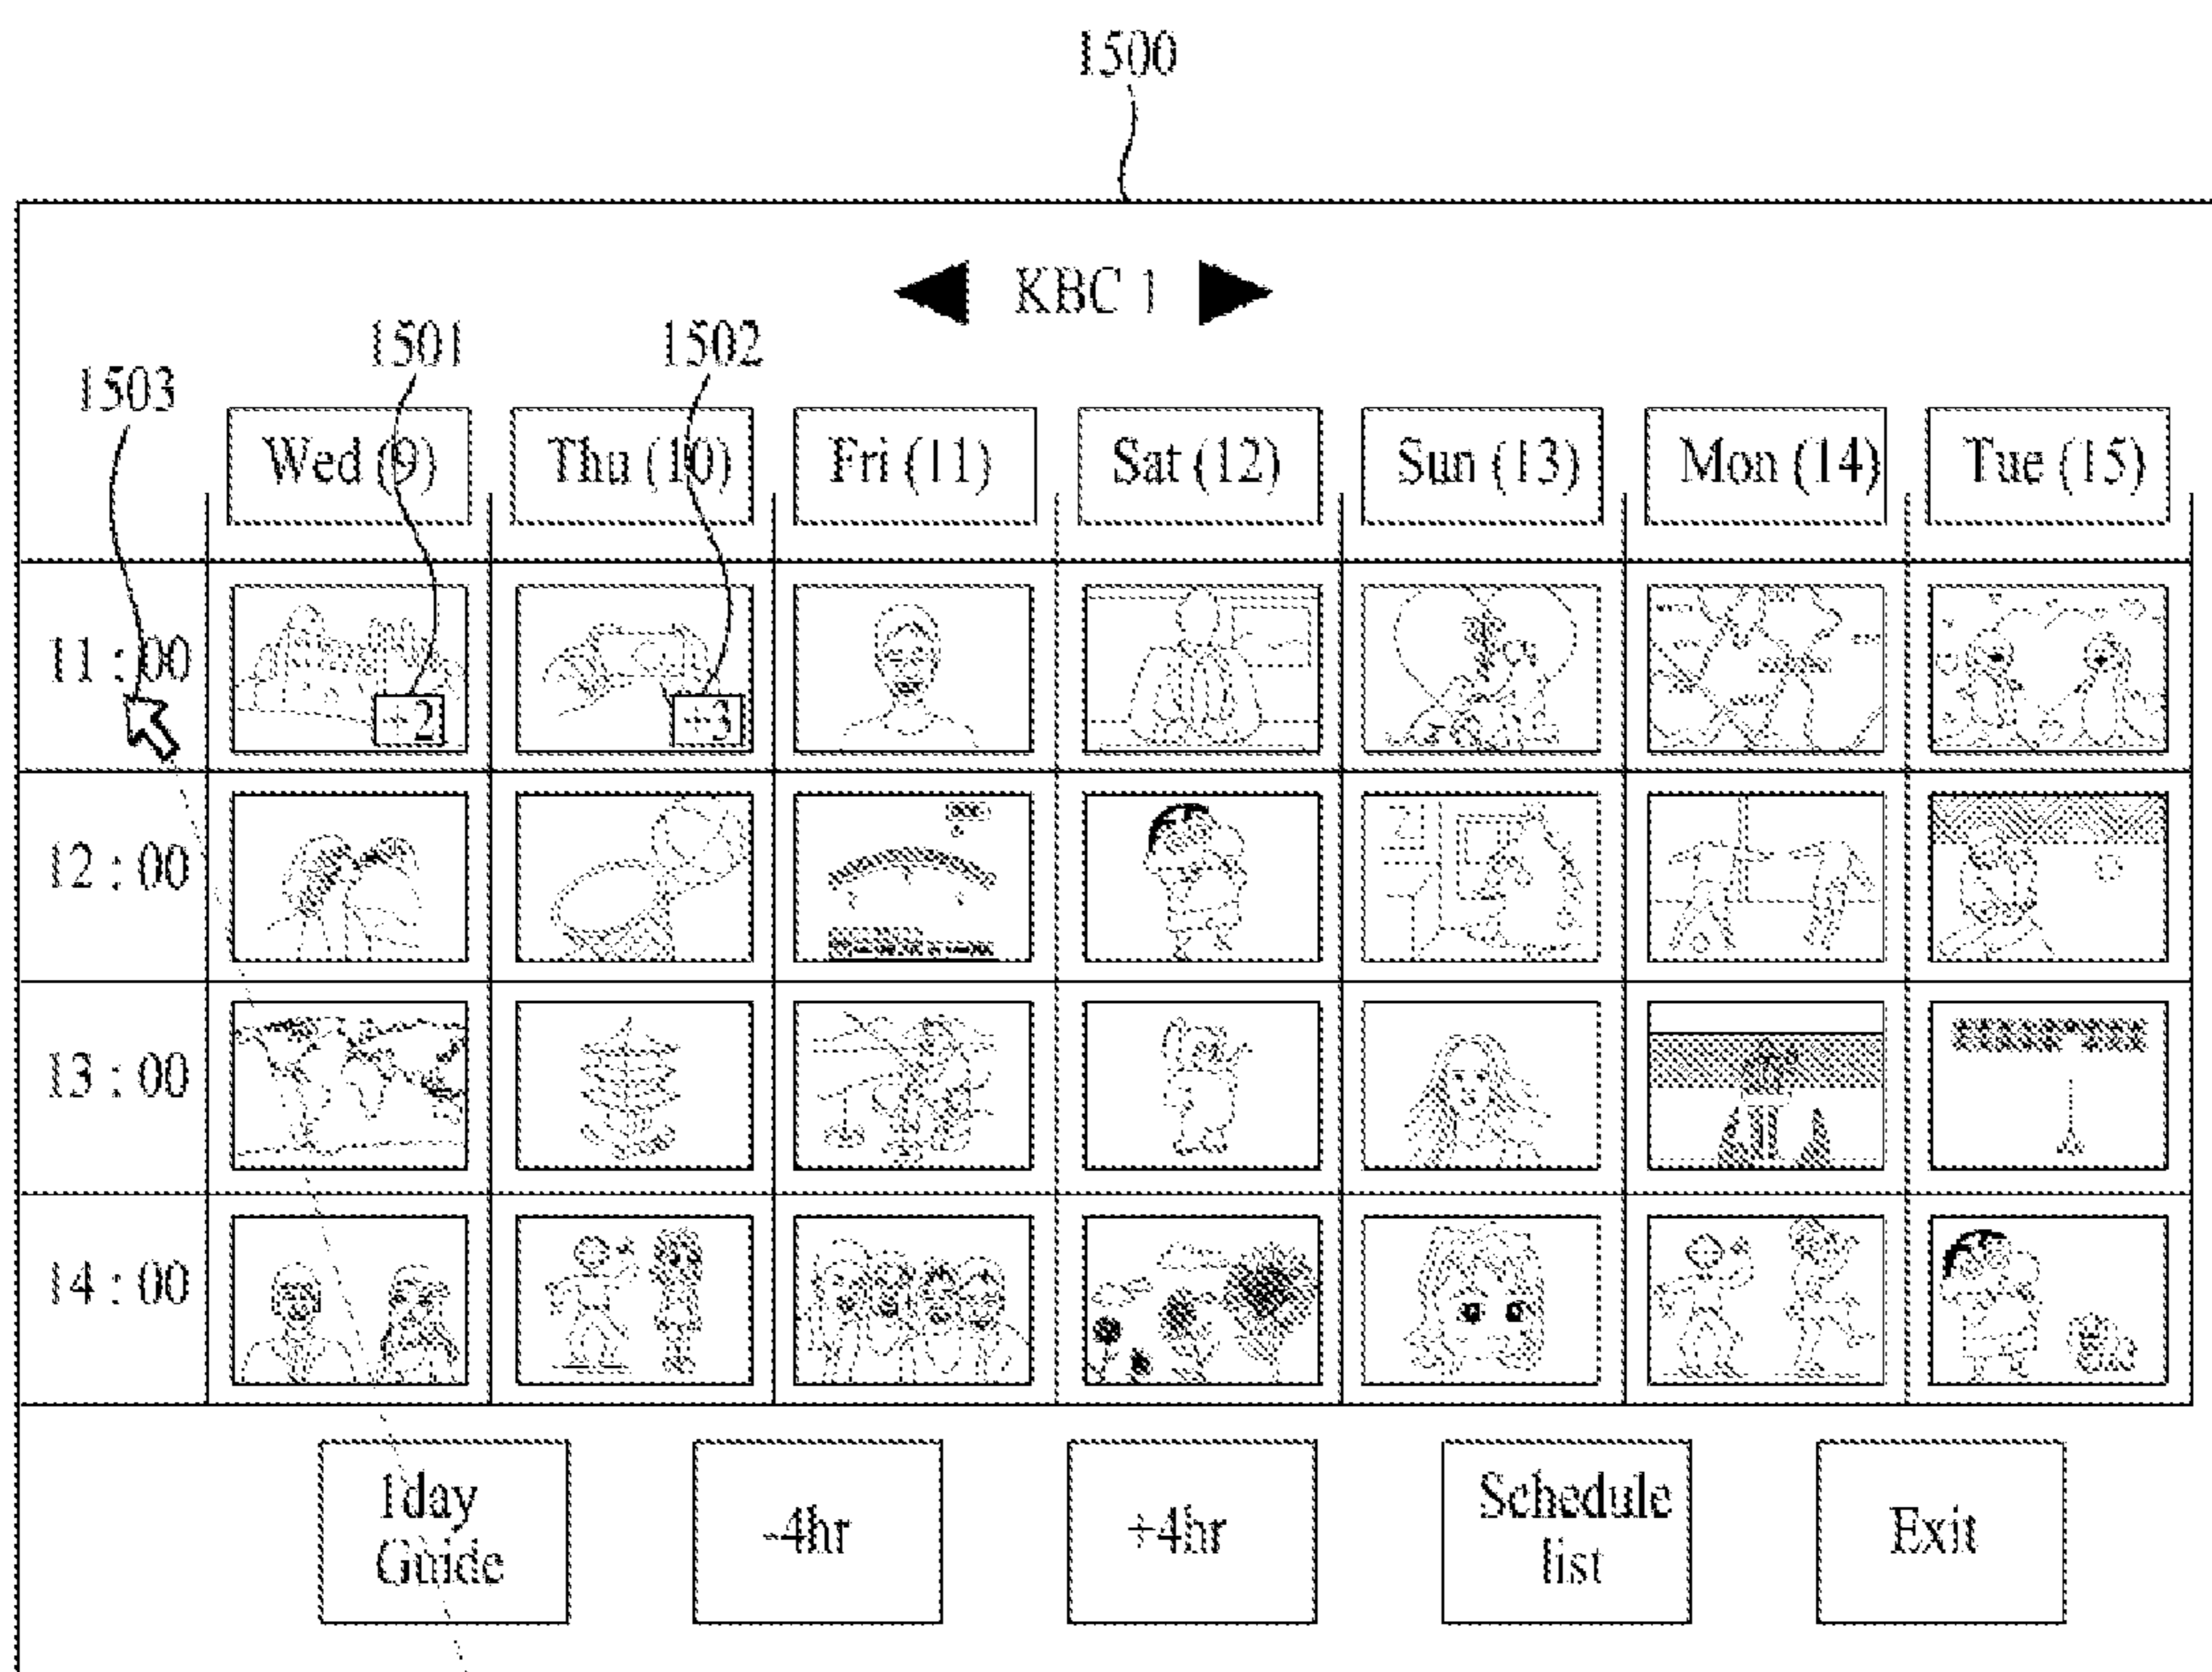 1500
KBC 1
1501
1502
1503
Wed (9)
Thu (10)
Fri (11)
Sat (12)
Sun (13)
Mon (14)
Tue (15)
11 : 00
+2
+3
12 : 00
13 : 00
14 : 00
1day
Guide
-4hr
+4hr
Schedule
list
Exit